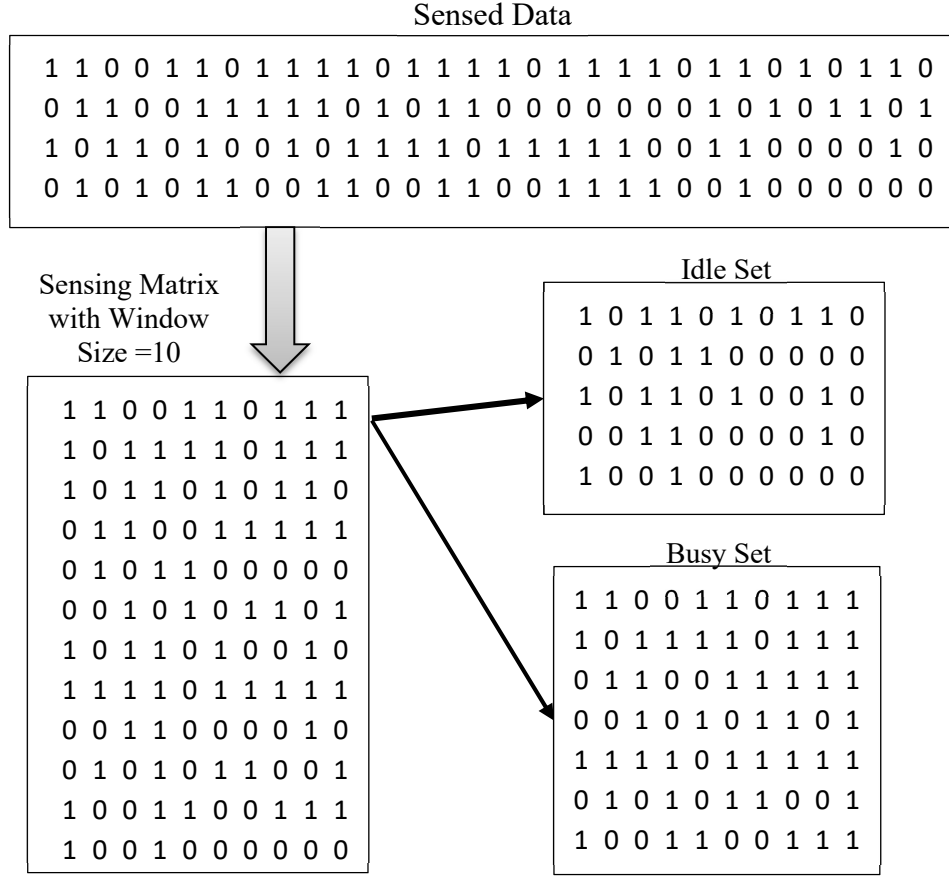 Sensed Data
1 1 0 0 1 1 0 1 1 1 1 0 1 1 1 1 0 1 1 1 1 0 1 1 0 1 0 1 1 0
0 1 1 0 0 1 1 1 1 1 0 1 0 1 1 0 0 0 0 0 0 0 1 0 1 0 1 1 0 1
1 0 1 1 0 1 0 0 1 0 1 1 1 1 0 1 1 1 1 1 0 0 1 1 0 0 0 0 1 0
0 1 0 1 0 1 1 0 0 1 1 0 0 1 1 0 0 1 1 1 1 0 0 1 0 0 0 0 0 0
Sensing Matrix
with Window
Size =10
1 1 0 0 1 1 0 1 1 1
1 0 1 1 1 1 0 1 1 1
1 0 1 1 0 1 0 1 1 0
0 1 1 0 0 1 1 1 1 1
0 1 0 1 1 0 0 0 0 0
0 0 1 0 1 0 1 1 0 1
1 0 1 1 0 1 0 0 1 0
1 1 1 1 0 1 1 1 1 1
0 0 1 1 0 0 0 0 1 0
0 1 0 1 0 1 1 0 0 1
1 0 0 1 1 0 0 1 1 1
1 0 0 1 0 0 0 0 0 0
Idle Set
1 0 1 1 0 1 0 1 1 0
0 1 0 1 1 0 0 0 0 0
1 0 1 1 0 1 0 0 1 0
0 0 1 1 0 0 0 0 1 0
1 0 0 1 0 0 0 0 0 0
Busy Set
1 1 0 0 1 1 0 1 1 1
1 0 1 1 1 1 0 1 1 1
0 1 1 0 0 1 1 1 1 1
0 0 1 0 1 0 1 1 0 1
1 1 1 1 0 1 1 1 1 1
0 1 0 1 0 1 1 0 0 1
1 0 0 1 1 0 0 1 1 1